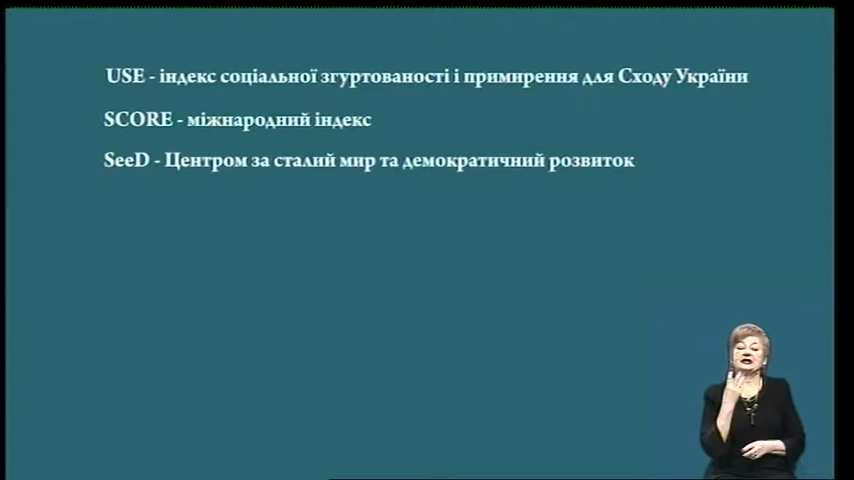 USE - індекс соціальної згуртованості і примирення для Сходу України
SCORE - міжнародний індекс
SeeD - Центром за сталий мир та демократичний розвиток